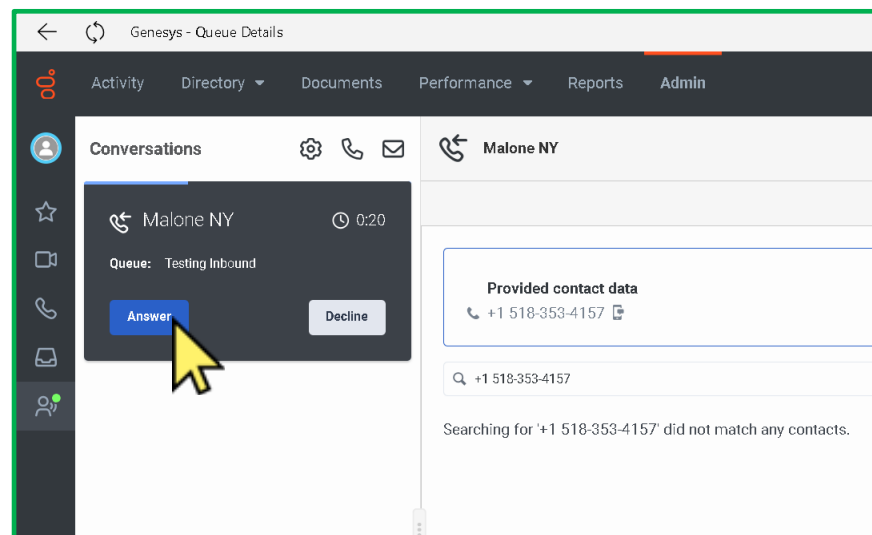 Genesys - Queue Details
Activity Directory Documents Performance Reports Admin
Conversations
Malone NY
Malone NY 0:20
Queue: Testing Inbound
Answer Decline
Provided contact data
+1 518-353-4157
+1 518-353-4157
Searching for '+1 518-353-4157' did not match any contacts.